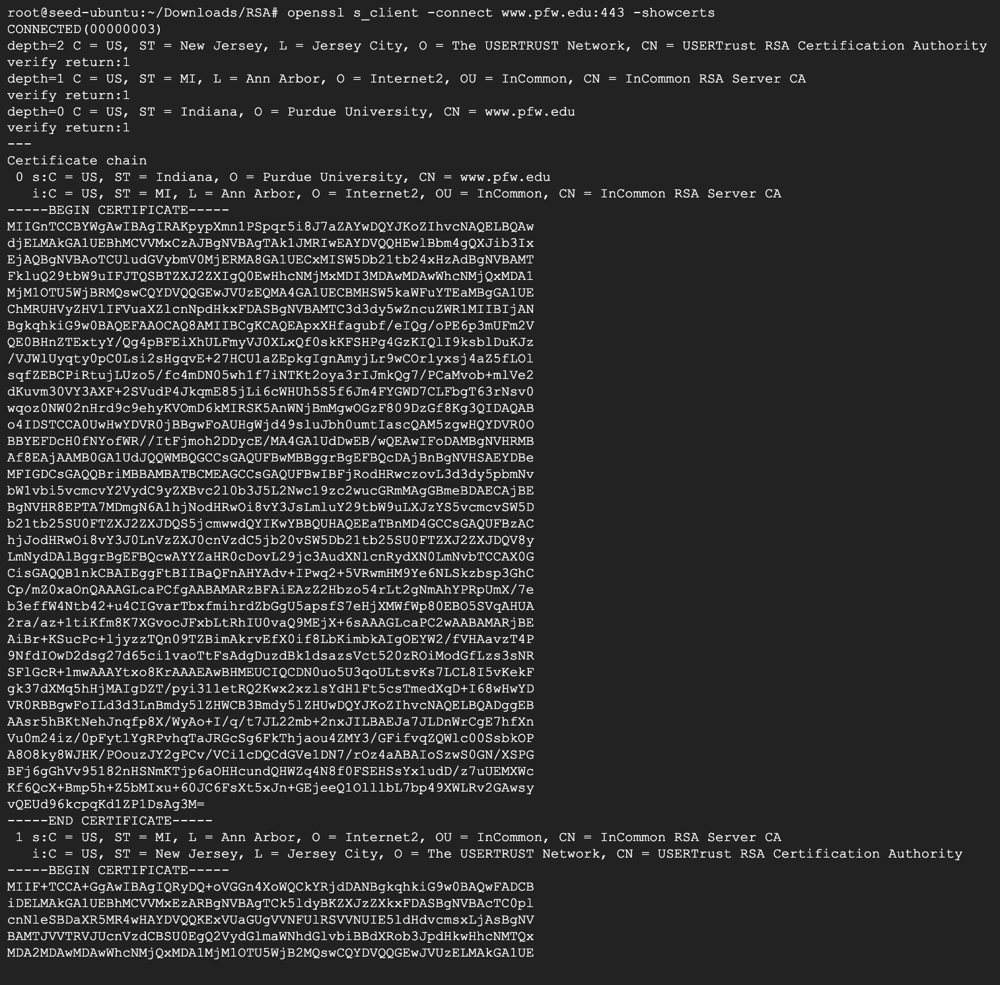 root@seed-ubuntu:~/Downloads/RSA# openssl s_client -connect www.pfw.edu:443 -showcerts
CONNECTED(00000003)
depth=2 C = US, ST = New Jersey, L = Jersey City, O = The USERTRUST Network, CN = USERTrust RSA Certification Authority
verify return:1
depth=1 C = US, ST = MI, L = Ann Arbor, O = Internet2, OU = InCommon, CN = InCommon RSA Server CA
verify return:1
depth=0 C = US, ST = Indiana, O = Purdue University, CN = www.pfw.edu
verify return:1
---
Certificate chain
 0 s:C = US, ST = Indiana, O = Purdue University, CN = www.pfw.edu
   i:C = US, ST = MI, L = Ann Arbor, O = Internet2, OU = InCommon, CN = InCommon RSA Server CA
-----BEGIN CERTIFICATE-----
MIIGnTCCBYWgAwIBAgIRAKpypXmn1PSpqr5i8J7aZAYwDQYJKoZIhvcNAQELBQAw
djELMAkGA1UEBhMCVVMxCzAJBgNVBAgTAk1JMRIwEAYDVQQHEwlBbm4gQXJib3Ix
EjAQBgNVBAoTCUludGVybmV0MjERMA8GA1UECxMISW5Db21tb24xHzAdBgNVBAMT
FkluQ29tbW9uIFJTQSBTZXJ2ZXIgQ0EwHhcNMjMxMDI3MDAwMDAwWhcNMjQxMDA1
MjM1OTU5WjBRMQswCQYDVQQGEwJVUzEQMA4GA1UECBMHSW5kaWFuYTEaMBgGA1UE
ChMRUHVyZHVlIFVuaXZlcnNpdHkxFDASBgNVBAMTC3d3dy5wZncuZWR1MIIBIjAN
BgkqhkiG9w0BAQEFAAOCAQ8AMIIBCgKCAQEApxXHfagubf/eIQg/oPE6p3mUFm2V
QE0BHnZTExtyY/Qg4pBFEiXhULFmyVJ0XLxQf0skKFSHPg4GzKIQlI9ksblDuKJz
/VJWlUyqty0pC0Lsi2sHgqvE+27HCU1aZEpkgIgnAmyjLr9wCOrlyxsj4aZ5fLOl
sqfZEBCPiRtujLUzo5/fc4mDN05wh1f7iNTKt2oya3rIJmkQg7/PCaMvob+mlVe2
dKuvm30VY3AXF+2SVudP4JkqmE85jLi6cWHUh5S5f6Jm4FYGWD7CLFbgT63rNsv0
wqoz0NW02nHrd9c9ehyKVOmD6kMIRSK5AnWNjBmMgwOGzF809DzGf8Kg3QIDAQAB
o4IDSTCCA0UwHwYDVR0jBBgwFoAUHgWjd49sluJbh0umtIascQAM5zgwHQYDVR0O
BBYEFDcH0fNYofWR//ItFjmoh2DDycE/MA4GA1UdDwEB/wQEAwIFoDAMBgNVHRMB
Af8EAjAAMB0GA1UdJQQWMBQGCCsGAQUFBwMBBggrBgEFBQcDAjBnBgNVHSAEYDBe
MFIGDCsGAQQBriMBBAMBATBCMEAGCCsGAQUFBwIBFjRodHRwczovL3d3dy5pbmNv
bW1vbi5vcmcvY2VydC9yZXBvc2l0b3J5L2Nwc19zc2wucGRmMAgGBmeBDAECAjBE
BgNVHR8EPTA7MDmgN6A1hjNodHRwOi8vY3JsLmluY29tbW9uLXJzYS5vcmcvSW5D
b21tb25SU0FTZXJ2ZXJDQS5jcmwwdQYIKwYBBQUHAQEEaTBnMD4GCCsGAQUFBzAC
hjJodHRwOi8vY3J0LnVzZXJ0cnVzdC5jb20vSW5Db21tb25SU0FTZXJ2ZXJDQV8y
LmNydDAlBggrBgEFBQcwAYYZaHR0cDovL29jc3AudXNlcnRydXN0LmNvbTCCAX0G
CisGAQQB1nkCBAIEggFtBIIBaQFnAHYAdv+IPwq2+5VRwmHM9Ye6NLSkzbsp3GhC
Cp/mZ0xaOnQAAAGLcaPCfgAABAMARzBFAiEAzZ2Hbzo54rLt2gNmAhYPRpUmX/7e
b3effW4Ntb42+u4CIGvarTbxfmihrdZbGgU5apsfS7eHjXMWfWp80EBO5SVqAHUA
2ra/az+1tiKfm8K7XGvocJFxbLtRhIU0vaQ9MEjX+6sAAAGLcaPC2wAABAMARjBE
AiBr+KSucPc+ljyzzTQn09TZBimAkrvEfX0if8LbKimbkAIgOEYW2/fVHAavzT4P
9NfdIOwD2dsg27d65ci1vaoTtFsAdgDuzdBk1dsazsVct520zROiModGfLzs3sNR
SFlGcR+1mwAAAYtxo8KrAAAEAwBHMEUCIQCDN0uo5U3qoULtsvKs7LCL8I5vKekF
gk37dXMq5hHjMAIgDZT/pyi311etRQ2Kwx2xzlsYdH1Ft5csTmedXqD+I68wHwYD
VR0RBBgwFoILd3d3LnBmdy5lZHWCB3Bmdy5lZHUwDQYJKoZIhvcNAQELBQADggEB
AAsr5hBKtNehJnqfp8X/WyAo+I/q/t7JL22mb+2nxJILBAEJa7JLDnWrCgE7hfXn
Vu0m24iz/0pFyt1YgRPvhqTaJRGcSg6FkThjaou4ZMY3/GFifvqZQWlc00SsbkOP
A8O8ky8WJHK/POouzJY2gPCv/VCi1cDQCdGVe1DN7/rOz4aABAIoSzwS0GN/XSPG
BFj6gGhVv95182nHSNmKTjp6aOHHcundQHWZq4N8f0FSEHSsYx1udD/z7uUEMXWc
Kf6QcX+Bmp5h+Z5bMIxu+60JC6FsXt5xJn+GEjeeQ1OlllbL7bp49XWLRv2GAwsy
vQEUd96kcpqKd1ZP1DsAg3M=
-----END CERTIFICATE-----
 1 s:C = US, ST = MI, L = Ann Arbor, O = Internet2, OU = InCommon, CN = InCommon RSA Server CA
   i:C = US, ST = New Jersey, L = Jersey City, O = The USERTRUST Network, CN = USERTrust RSA Certification Authority
-----BEGIN CERTIFICATE-----
MIIF+TCCA+GgAwIBAgIQRyDQ+oVGGn4XoWQCkYRjdDANBgkqhkiG9w0BAQwFADCB
iDELMAkGA1UEBhMCVVMxEzARBgNVBAgTCk5ldyBKZXJzZXkxFDASBgNVBAcTC0pl
cnNleSBDaXR5MR4wHAYDVQQKExVUaGUgVVNFUlRSVVNUIE5ldHdvcmsxLjAsBgNV
BAMTJVVTRVJUcnVzdCBSU0EgQ2VydGlmaWNhdGlvbiBBdXRob3JpdHkwHhcNMTQx
MDA2MDAwMDAwWhcNMjQxMDA1MjM1OTU5WjB2MQswCQYDVQQGEwJVUzELMAkGA1UE